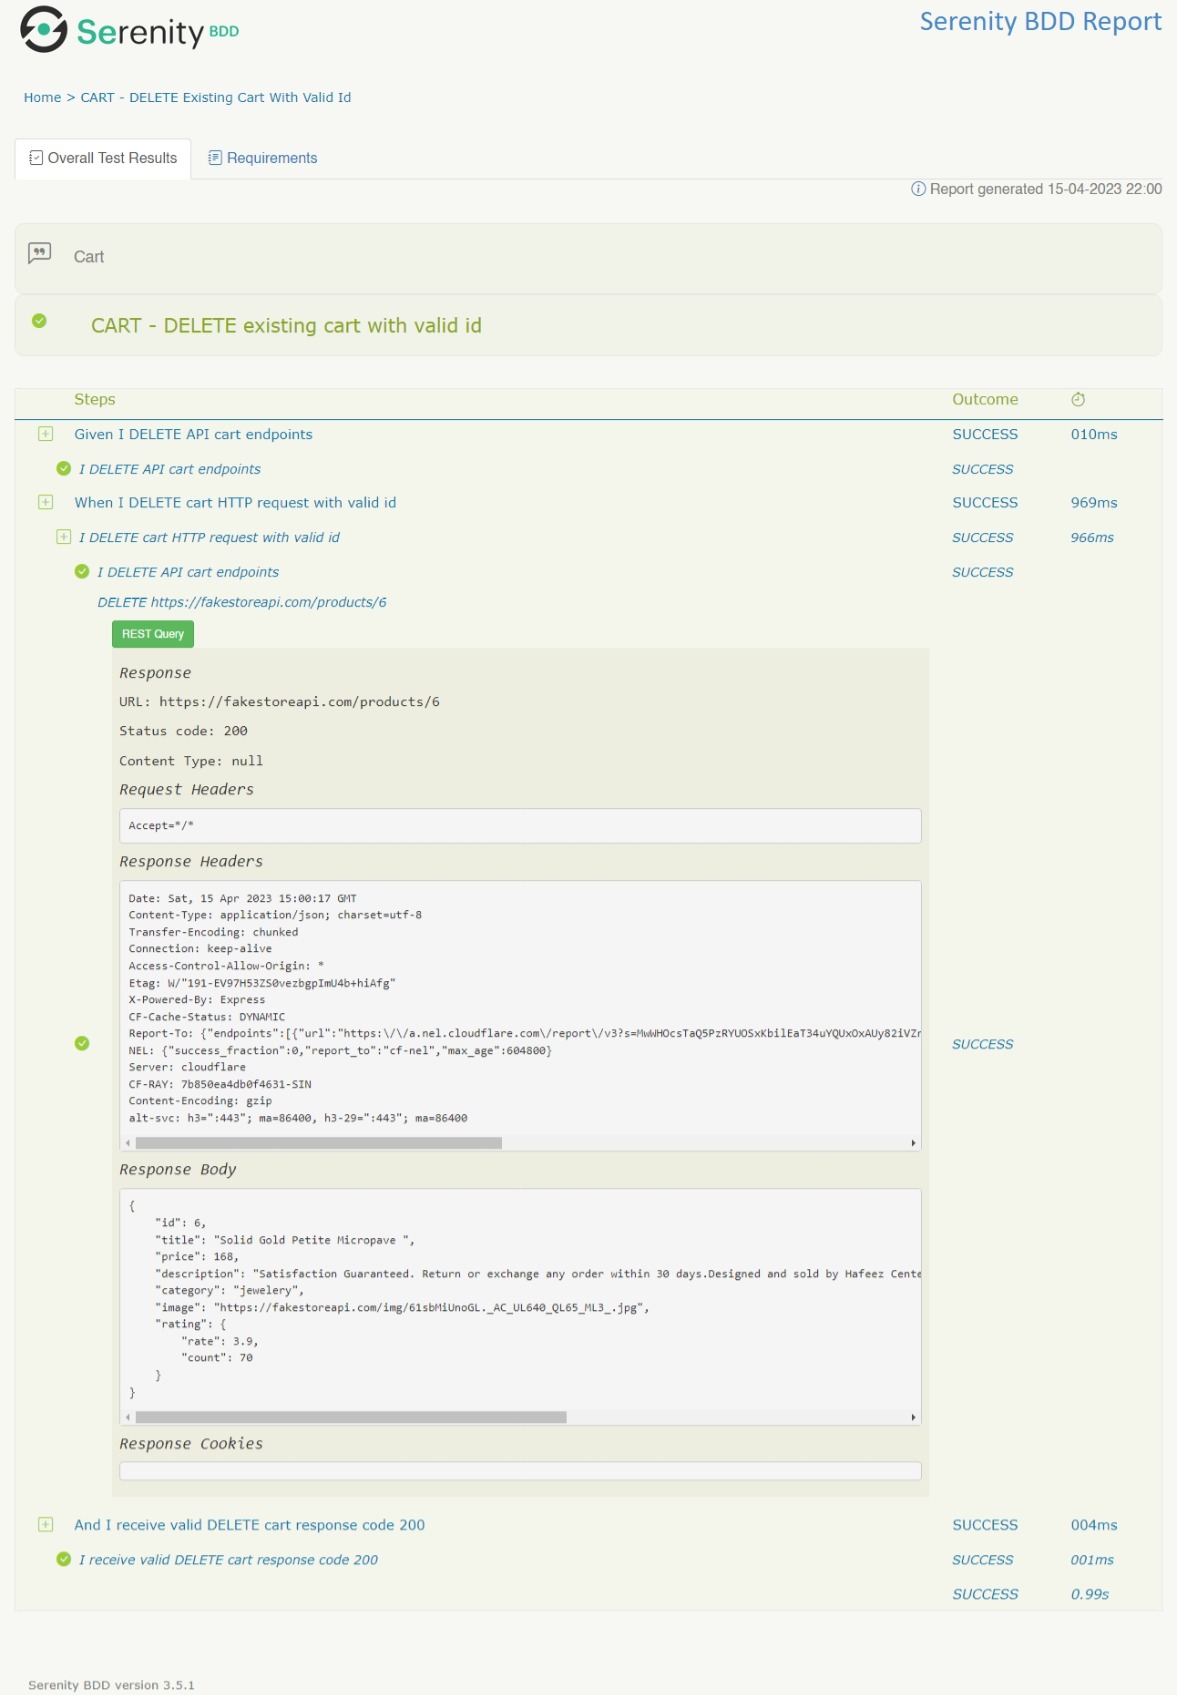 Serenity BDD
Serenity BDD Report
Home > CART - DELETE Existing Cart With Valid Id
Overall Test Results
Requirements
Report generated 15-04-2023 22:00
Cart
CART - DELETE existing cart with valid id
Steps Outcome
Given I DELETE API cart endpoints SUCCESS 010ms
I DELETE API cart endpoints SUCCESS
When I DELETE cart HTTP request with valid id SUCCESS 969ms
I DELETE cart HTTP request with valid id SUCCESS 966ms
I DELETE API cart endpoints SUCCESS
DELETE https://fakestoreapi.com/products/6
REST Query
Response
URL: https://fakestoreapi.com/products/6
Status code: 200
Content Type: null
Request Headers
Accept=*/*
Response Headers
Date: Sat, 15 Apr 2023 15:00:17 GMT
Content-Type: application/json; charset=utf-8
Transfer-Encoding: chunked
Connection: keep-alive
Access-Control-Allow-Origin: *
Etag: W/"191-EV97H53ZS0vezbgpImU4b+hiAfg"
X-Powered-By: Express
CF-Cache-Status: DYNAMIC
Report-To: {"endpoints":[{"url":"https:\/\/a.nel.cloudflare.com\/report\/v3?s=MwWHOcsTaQ5PzRYUOSxKbilEaT34uYQUxOxAUy82iVZr
NEL: {"success_fraction":0,"report_to":"cf-nel","max_age":604800}
Server: cloudflare
CF-RAY: 7b850ea4db0f4631-SIN
Content-Encoding: gzip
alt-svc: h3=":443"; ma=86400, h3-29=":443"; ma=86400
SUCCESS
Response Body
{
"id": 6,
"title": "Solid Gold Petite Micropave ",
"price": 168,
"description": "Satisfaction Guaranteed. Return or exchange any order within 30 days.Designed and sold by Hafeez Cente
"category": "jewelery",
"image": "https://fakestoreapi.com/img/61sbMiUnoGL._AC_UL640_QL65_ML3_.jpg",
"rating": {
"rate": 3.9,
"count": 70
}
}
Response Cookies
And I receive valid DELETE cart response code 200 SUCCESS 004ms
I receive valid DELETE cart response code 200 SUCCESS 001ms
SUCCESS 0.99s
Serenity BDD version 3.5.1